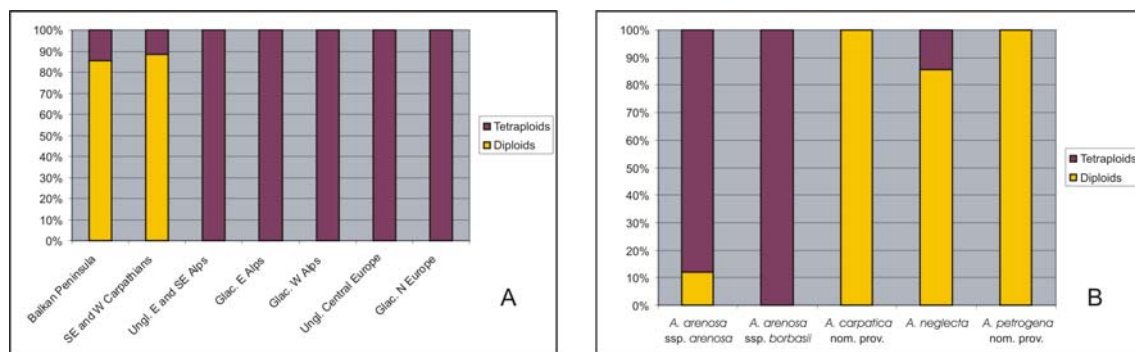 100%
90%
80%
70%
60%
50%
40%
30%
20%
10%
0%
Balkan Peninsula
SE and W Carpathians
Ungl. E and SE Alps
Glac. E Alps
Glac. W Alps
Ungl. Central Europe
Glac. N Europe
Tetraploids
Diploids
A
100%
90%
80%
70%
60%
50%
40%
30%
20%
10%
0%
A. arenosa
ssp. arenosa
A. arenosa
ssp. borbasii
A. carpatica
nom. prov.
A. neglecta
A. petrogena
nom. prov.
Tetraploids
Diploids
B